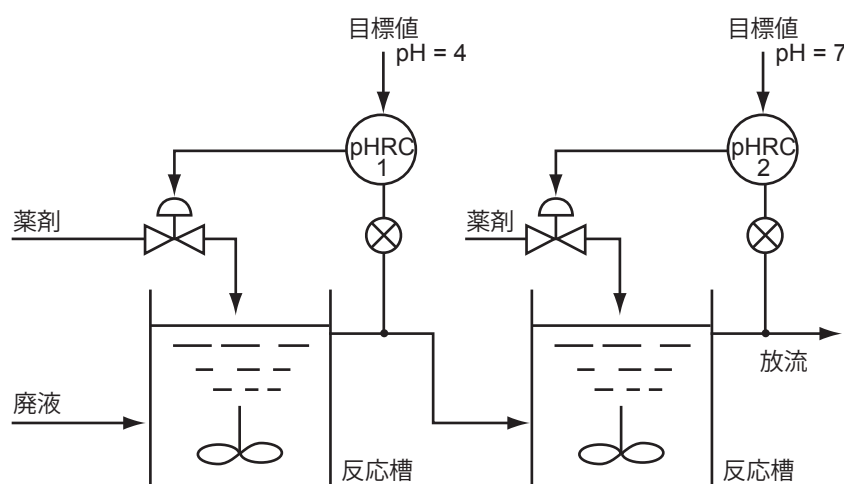 目標値
pH = 4
目標値
pH = 7
pHRC
1
pHRC
2
薬剤
薬剤
放流
廃液
反応槽
反応槽